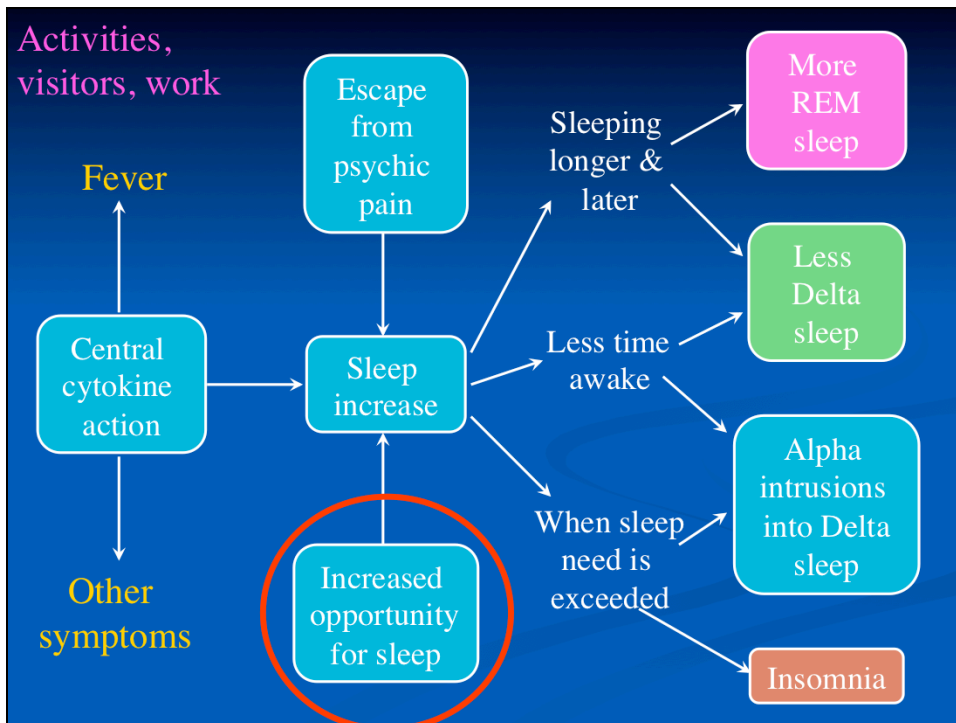 Activities,
visitors, work
Fever
Central
cytokine
action
Other
symptoms
Escape
from
psychic
pain
Sleep
increase
Increased
opportunity
for sleep
Sleeping
longer &
later
Less time
awake
When sleep
need is
exceeded
More
REM
sleep
Less
Delta
sleep
Alpha
intrusions
into Delta
sleep
Insomnia